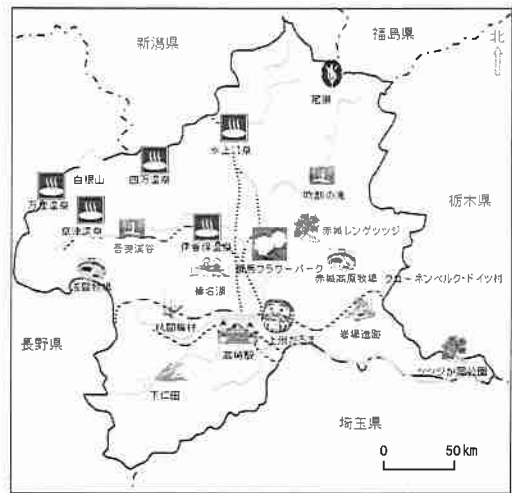 新潟県
福島県
北
尾瀬
水上温泉
四万温泉
白根山
万座温泉
草津温泉
吹割の滝
栃木県
吾妻渓谷
伊香保温泉
赤城レンゲツツジ
群馬フラワーパーク
榛名湖
赤城高原牧場 クローネンベルク・ドイツ村
長野県
秋間梅林
高崎駅
上州だるま
岩宿遺跡
つつじが岡公園
下仁田
埼玉県
0 50km